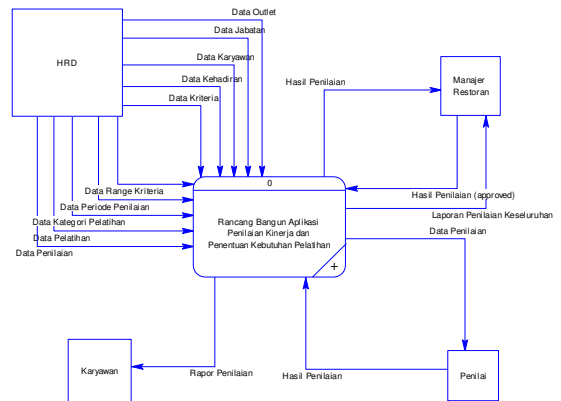 Data Outlet
Data Jabatan
HRD
Data Karyawan
Data Kehadiran
Hasil Penilaian
Manajer
Restoran
Data Kriteria
0
Data Range Kriteria
Hasil Penilaian (approved)
Data Periode Penilaian
Laporan Penilaian Keseluruhan
Data Kategori Pelatihan
Rancang Bangun Aplikasi
Penilaian Kinerja dan
Penentuan Kebutuhan Pelatihan
Data Penilaian
Data Pelatihan
Data Penilaian
+
Karyawan
Rapor Penilaian
Hasil Penilaian
Penilai